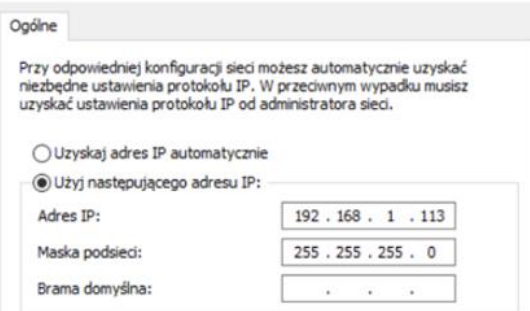 Ogólne
Przy odpowiedniej konfiguracji sieci możesz automatycznie uzyskać
niezbędne ustawienia protokołu IP. W przeciwnym wypadku musisz
uzyskać ustawienia protokołu IP od administratora sieci.
Uzyskaj adres IP automatycznie
Użyj następującego adresu IP:
Adres IP: 192 . 168 . 1 . 113
Maska podsieci: 255 . 255 . 255 . 0
Brama domyślna: . . .